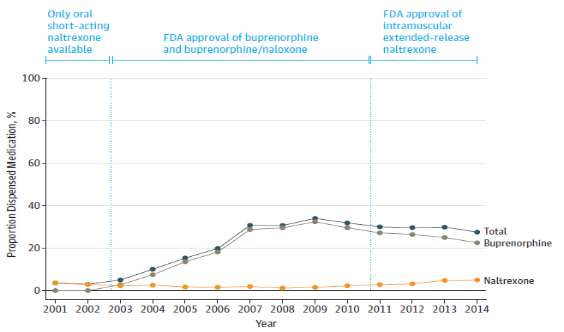 Only oral
short-acting
naltrexone
available
FDA approval of buprenorphine
and buprenorphine/naloxone
FDA approval of
intramuscular
extended-release
naltrexone
Proportion Dispensed Medication, %
100
80
60
40
20
0
Total
Buprenorphine
Naltrexone
2001 2002 2003 2004 2005 2006 2007 2008 2009 2010 2011 2012 2013 2014
Year